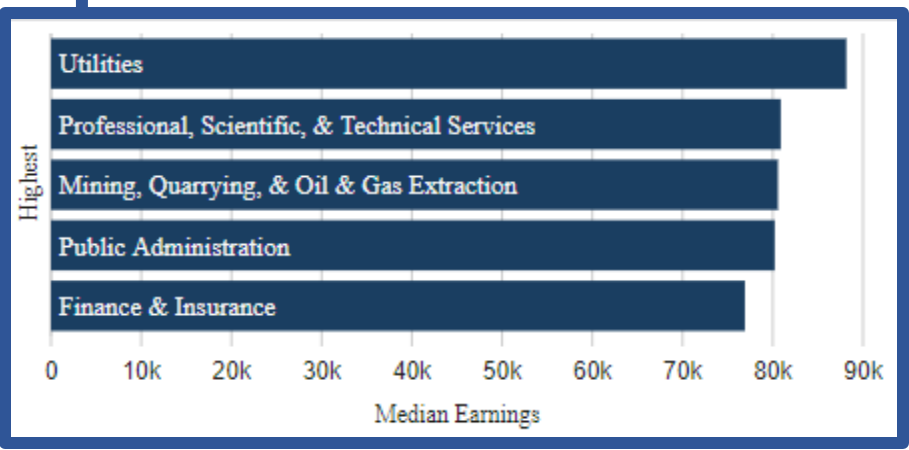 Highest
Utilities
Professional, Scientific, & Technical Services
Mining, Quarrying, & Oil & Gas Extraction
Public Administration
Finance & Insurance
0 10k 20k 30k 40k 50k 60k 70k 80k 90k
Median Earnings